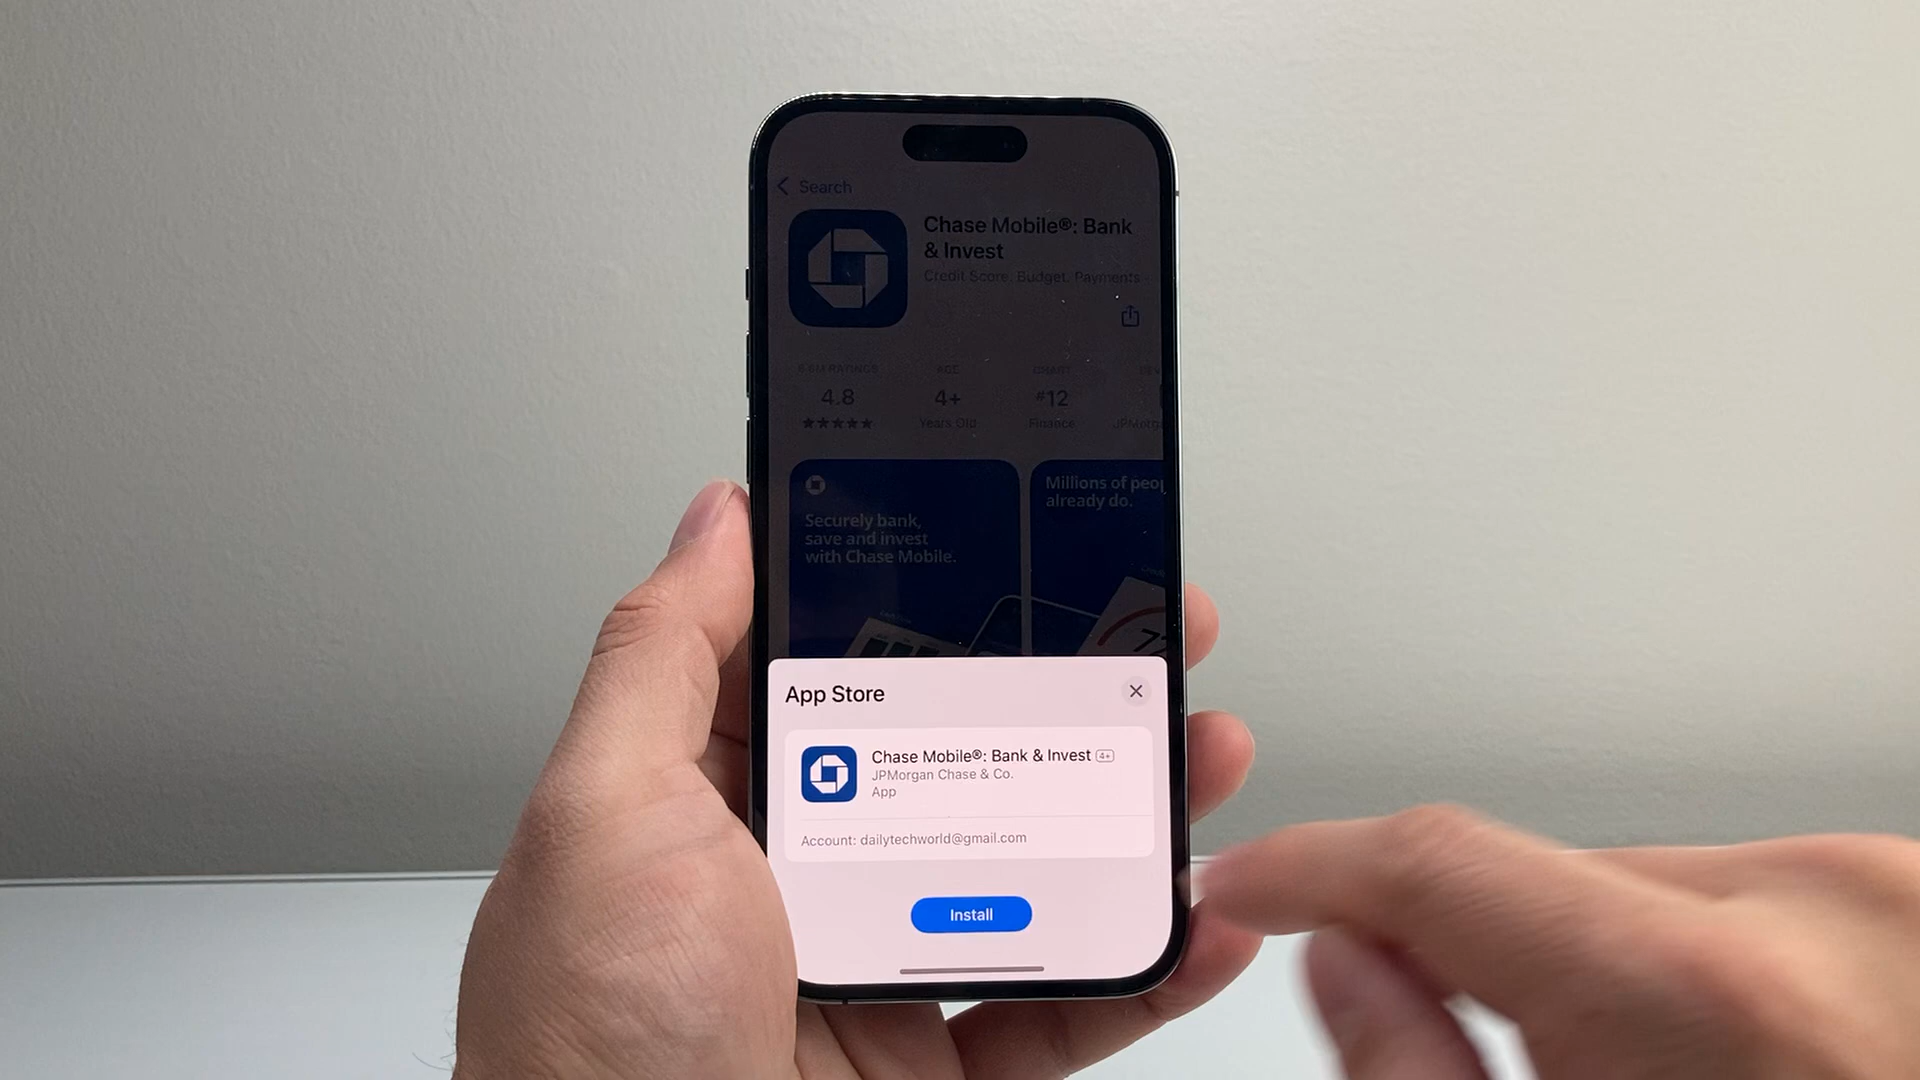 Search
Chase Mobile®: Bank
& Invest
Credit Score, Budget, Payments
RATINGS
AGE
CHART
4.8
4+
#12
★★★★★
Years Old
Finance
JPMorga
Securely bank,
save and invest
with Chase Mobile.
Millions of peop
already do.
App Store
Chase Mobile®: Bank & Invest 4+
JPMorgan Chase & Co.
App
Account: dailytechworld@gmail.com
Install